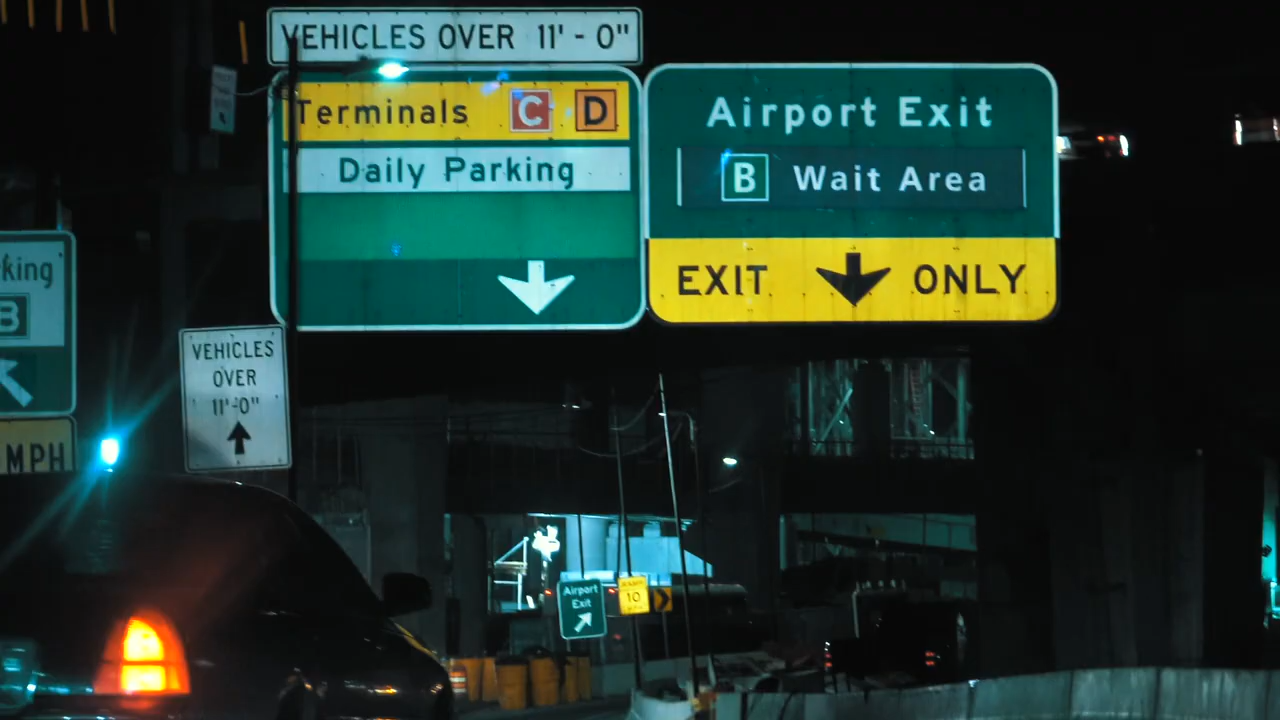 VEHICLES OVER 11' - 0"
Terminals C D
Daily Parking
Airport Exit
B Wait Area
EXIT ONLY
king
B
MPH
VEHICLES
OVER
11'-0"
Airport
Exit
10